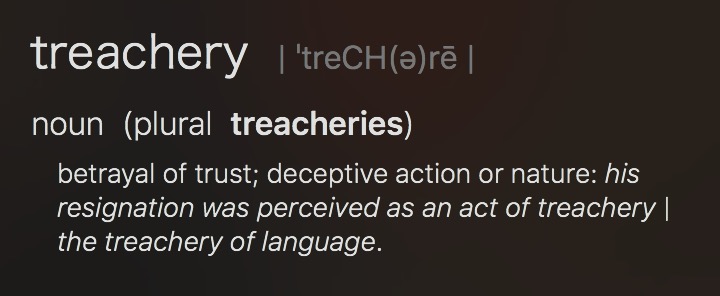 treachery | ˈtreCH(ə)rē |
noun (plural treacheries)
betrayal of trust; deceptive action or nature: his
resignation was perceived as an act of treachery |
the treachery of language.